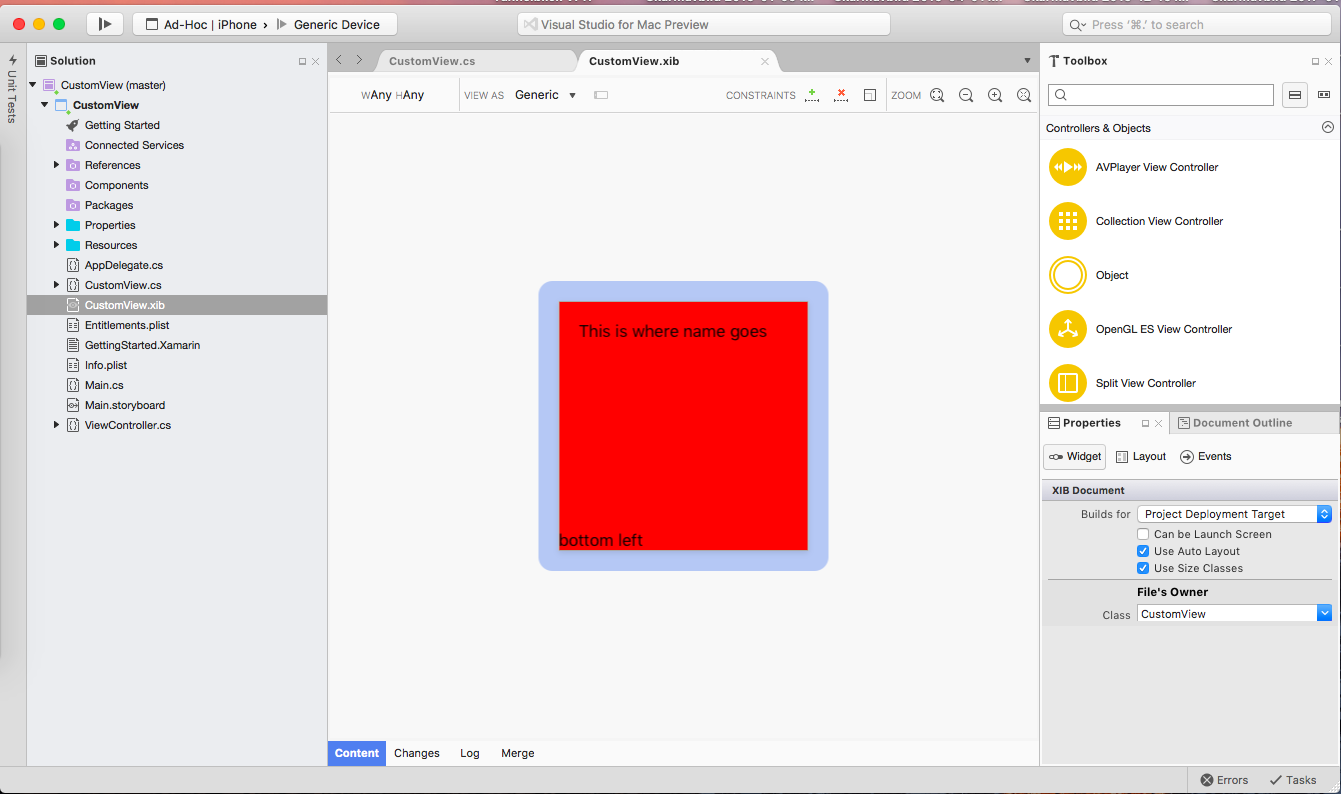 Ad-Hoc | iPhone › Generic Device
Visual Studio for Mac Preview
Press '⌘.' to search
Unit Tests
Solution
CustomView (master)
CustomView
Getting Started
Connected Services
References
Components
Packages
Properties
Resources
AppDelegate.cs
CustomView.cs
CustomView.xib
Entitlements.plist
GettingStarted.Xamarin
Info.plist
Main.cs
Main.storyboard
ViewController.cs
CustomView.cs
CustomView.xib
wAny hAny
VIEW AS Generic
CONSTRAINTS
ZOOM
This is where name goes
bottom left
Content Changes Log Merge
Toolbox
Controllers & Objects
AVPlayer View Controller
Collection View Controller
Object
OpenGL ES View Controller
Split View Controller
Properties
Document Outline
Widget Layout Events
XIB Document
Builds for Project Deployment Target
Can be Launch Screen
Use Auto Layout
Use Size Classes
File's Owner
Class CustomView
Errors Tasks